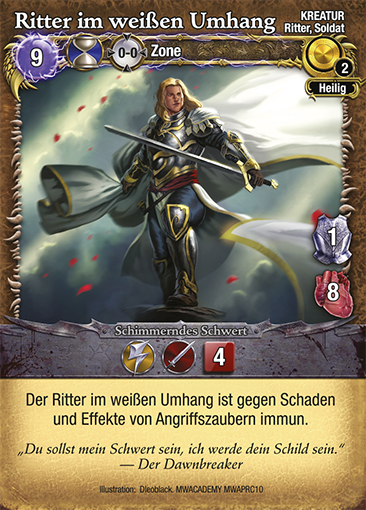 Ritter im weißen Umhang
KREATUR
Ritter, Soldat
9
0-0 Zone
2
Heilig
1
8
Schimmerndes Schwert
4
Der Ritter im weißen Umhang ist gegen Schaden
und Effekte von Angriffszaubern immun.
„Du sollst mein Schwert sein, ich werde dein Schild sein.“
— Der Dawnbreaker
Illustration: Dleoblack. MWACADEMY MWAPRC10